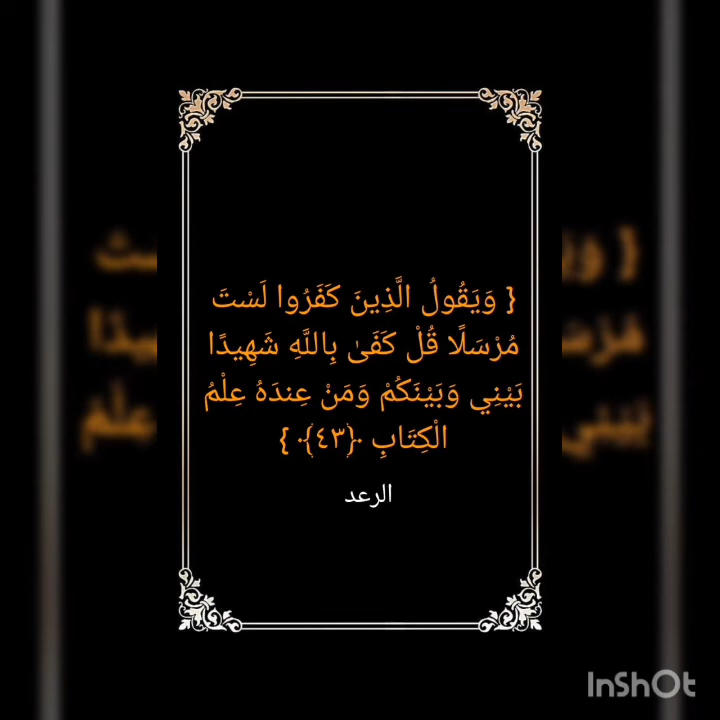 { وَيَقُولُ الَّذِينَ كَفَرُوا لَسْتَ
مُرْسَلًا قُلْ كَفَىٰ بِاللَّهِ شَهِيدًا
بَيْنِي وَبَيْنَكُمْ وَمَنْ عِندَهُ عِلْمُ
الْكِتَابِ ﴿٤٣﴾ }
الرعد
InShOt